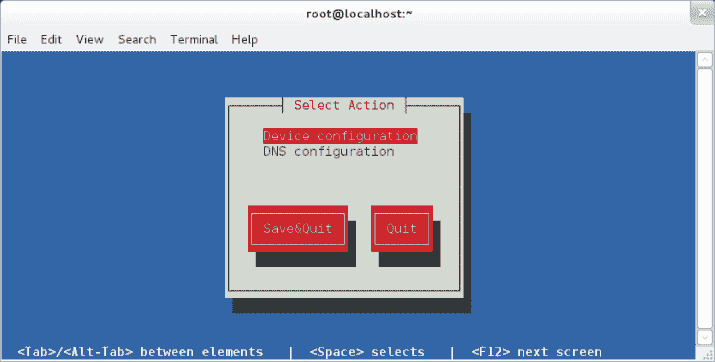 root@localhost:~
File Edit View Search Terminal Help
Select Action
Device configuration
DNS configuration
Save&Quit Quit
<Tab>/<Alt-Tab> between elements | <Space> selects | <F12> next screen